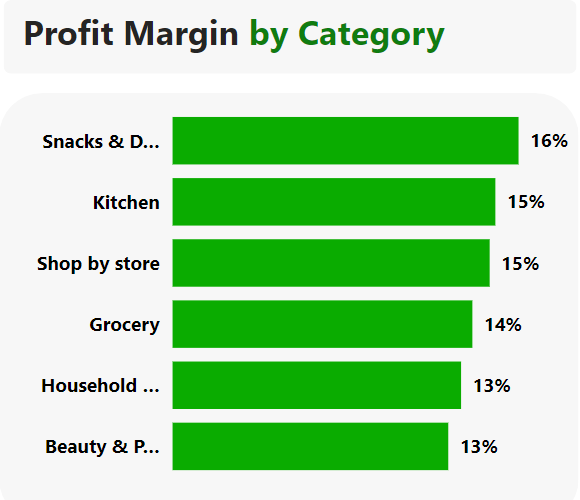 Profit Margin by Category
Snacks & D... 16%
Kitchen 15%
Shop by store 15%
Grocery 14%
Household ... 13%
Beauty & P... 13%